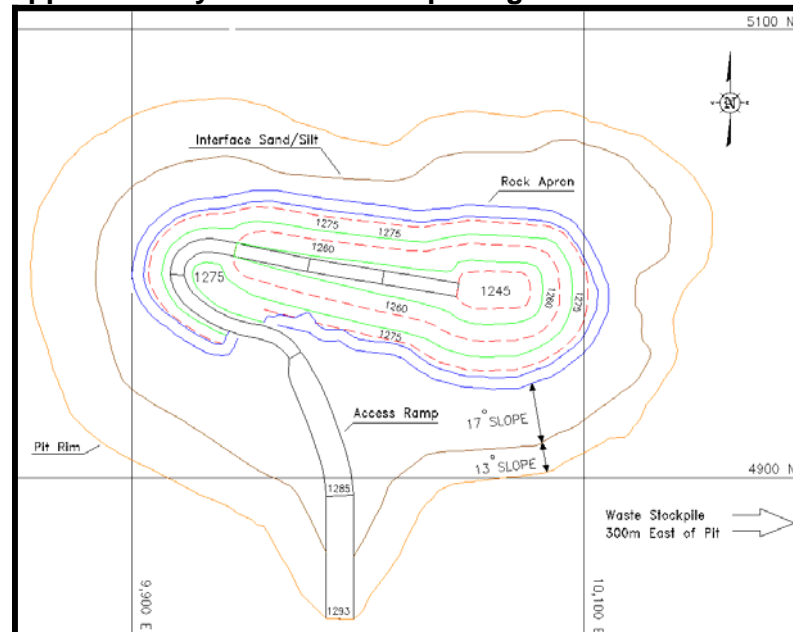 5100 N
N
Interface Sand/Silt
Rock Apron
1275
1275
1260
1275
1245
1260
1275
1260
1275
Access Ramp
17° SLOPE
Pit Rim
13° SLOPE
4900 N
1285
Waste Stockpile
300m East of Pit
9,900 E
10,100 E
1293